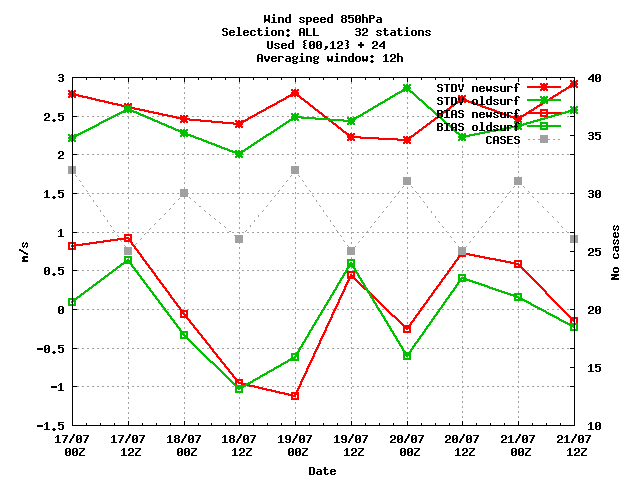 Wind speed 850hPa
Selection: ALL     32 stations
Used {00,12} + 24
Averaging window: 12h
3
2.5
2
1.5
1
0.5
0
-0.5
-1
-1.5
m/s
40
35
30
25
20
15
10
No cases
STDV newsurf
STDV oldsurf
BIAS newsurf
BIAS oldsurf
CASES
17/07 00Z
17/07 12Z
18/07 00Z
18/07 12Z
19/07 00Z
19/07 12Z
20/07 00Z
20/07 12Z
21/07 00Z
21/07 12Z
Date